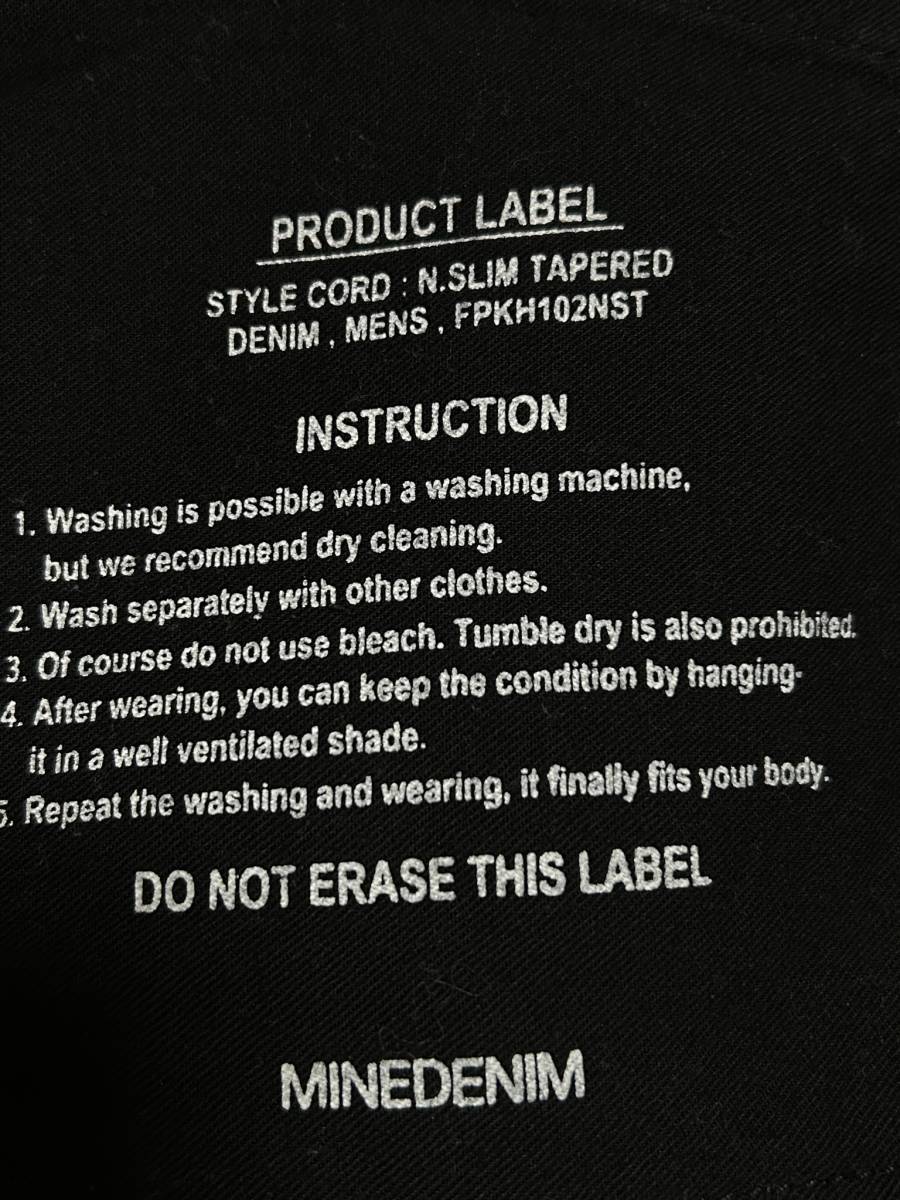 PRODUCT LABEL
STYLE CORD : N.SLIM TAPERED
DENIM , MENS , FPKH102NST
INSTRUCTION
1. Washing is possible with a washing machine,
but we recommend dry cleaning.
2. Wash separately with other clothes.
3. Of course do not use bleach. Tumble dry is also prohibited.
4. After wearing, you can keep the condition by hanging-
it in a well ventilated shade.
5. Repeat the washing and wearing, it finally fits your body.
DO NOT ERASE THIS LABEL
MINEDENIM